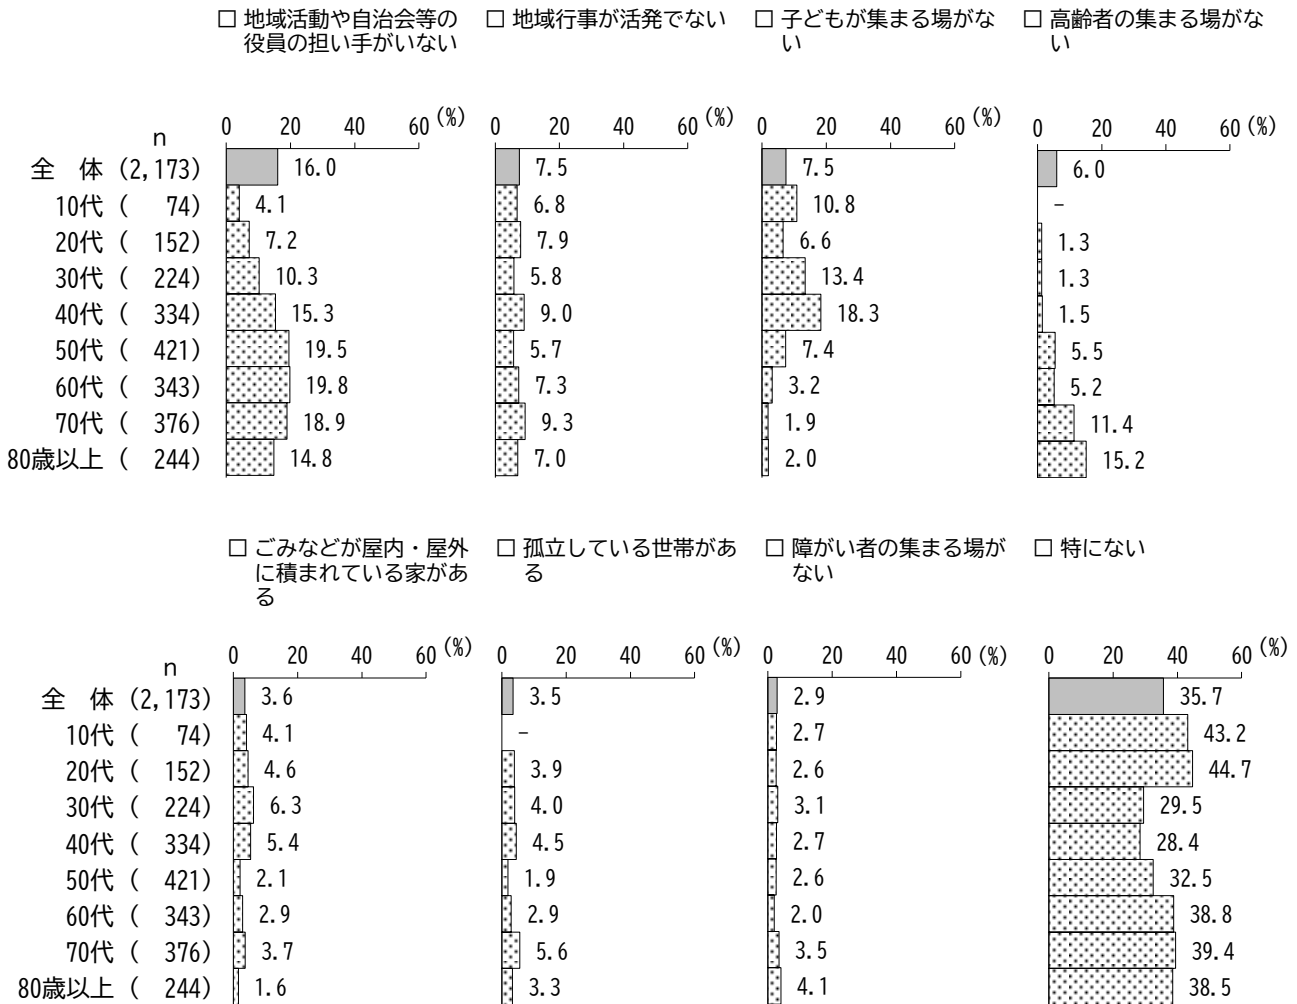 □ 地域活動や自治会等の役員の担い手がいない □ 地域行事が活発でない □ 子どもが集まる場がない □ 高齢者の集まる場がない
n 0 20 40 60 (%) 0 20 40 60 (%) 0 20 40 60 (%) 0 20 40 60 (%)
全 体 (2,173) 16.0 7.5 7.5 6.0
10代 ( 74) 4.1 6.8 10.8 -
20代 ( 152) 7.2 7.9 6.6 1.3
30代 ( 224) 10.3 5.8 13.4 1.3
40代 ( 334) 15.3 9.0 18.3 1.5
50代 ( 421) 19.5 5.7 7.4 5.5
60代 ( 343) 19.8 7.3 3.2 5.2
70代 ( 376) 18.9 9.3 1.9 11.4
80歳以上 ( 244) 14.8 7.0 2.0 15.2
□ ごみなどが屋内・屋外に積まれている家がある □ 孤立している世帯がある □ 障がい者の集まる場がない □ 特にない
n 0 20 40 60 (%) 0 20 40 60 (%) 0 20 40 60 (%) 0 20 40 60 (%)
全 体 (2,173) 3.6 3.5 2.9 35.7
10代 ( 74) 4.1 - 2.7 43.2
20代 ( 152) 4.6 3.9 2.6 44.7
30代 ( 224) 6.3 4.0 3.1 29.5
40代 ( 334) 5.4 4.5 2.7 28.4
50代 ( 421) 2.1 1.9 2.6 32.5
60代 ( 343) 2.9 2.9 2.0 38.8
70代 ( 376) 3.7 5.6 3.5 39.4
80歳以上 ( 244) 1.6 3.3 4.1 38.5